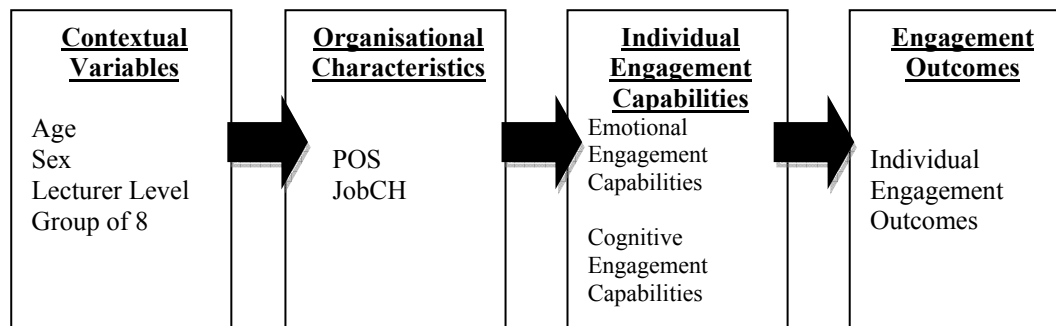 Contextual
Variables
Age
Sex
Lecturer Level
Group of 8
Organisational
Characteristics
POS
JobCH
Individual
Engagement
Capabilities
Emotional
Engagement
Capabilities
Cognitive
Engagement
Capabilities
Engagement
Outcomes
Individual
Engagement
Outcomes